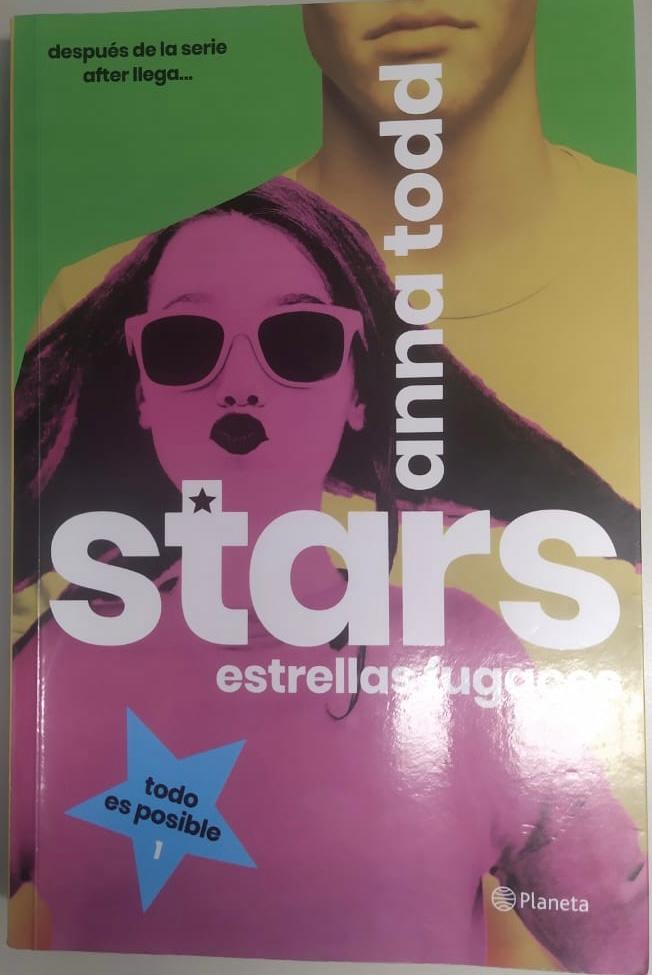 después de la serie
after llega...
anna todd
stars
estrellas fugaces
todo
es posible
1
Planeta